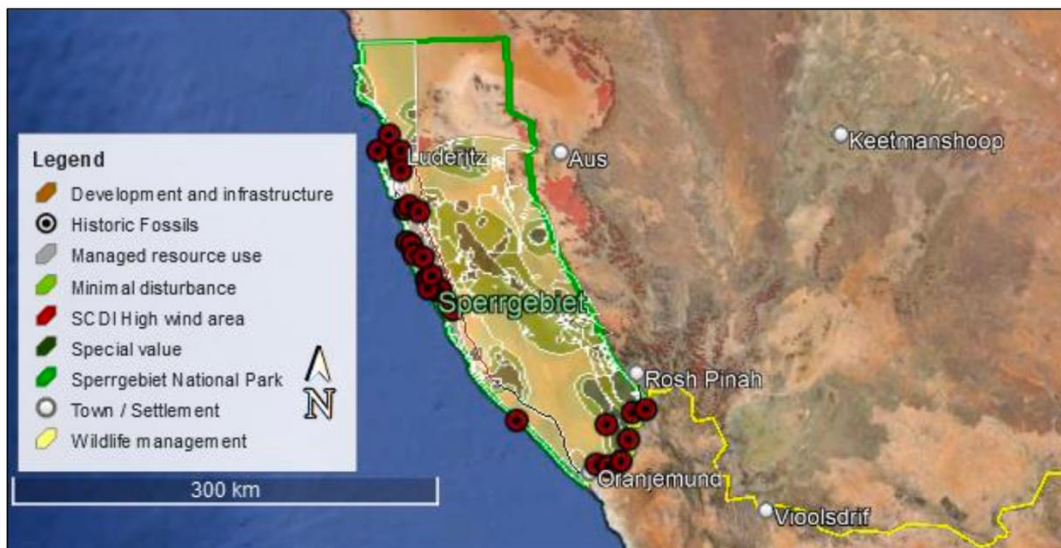 Legend
Development and infrastructure
Historic Fossils
Managed resource use
Minimal disturbance
SCDI High wind area
Special value
Sperrgebiet National Park
Town / Settlement
Wildlife management
N
300 km
Luderitz
Aus
Keetmanshoop
Sperrgebiet
Rosh Pinah
Oranjemund
Vioolsdrif